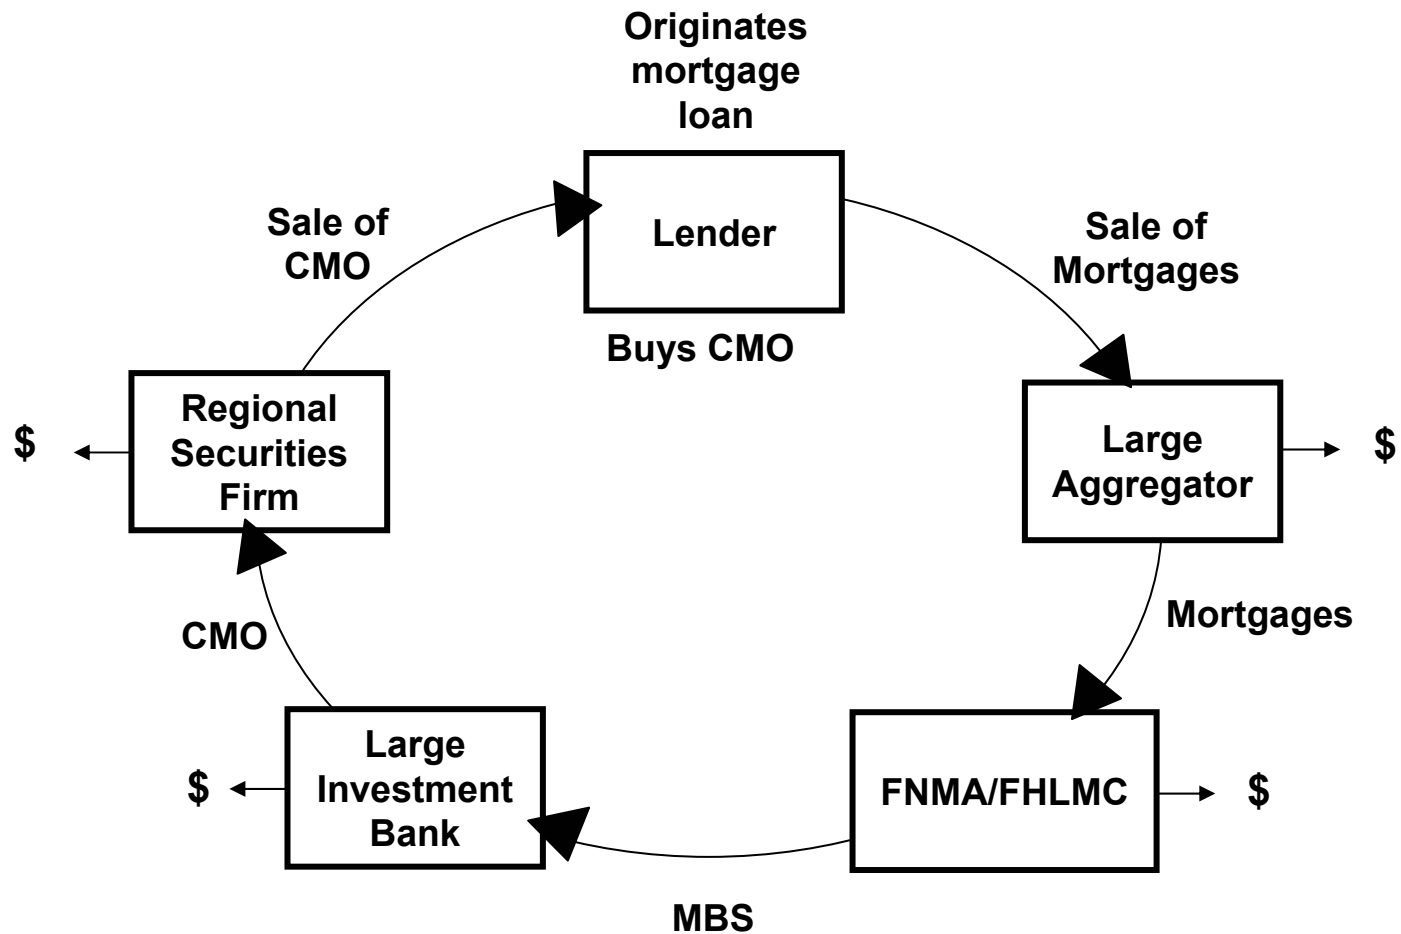 Originates
mortgage
loan
Lender
Buys CMO
Sale of
CMO
Sale of
Mortgages
Regional
Securities
Firm
$
Large
Aggregator
$
CMO
Mortgages
Large
Investment
Bank
$
FNMA/FHLMC
$
MBS